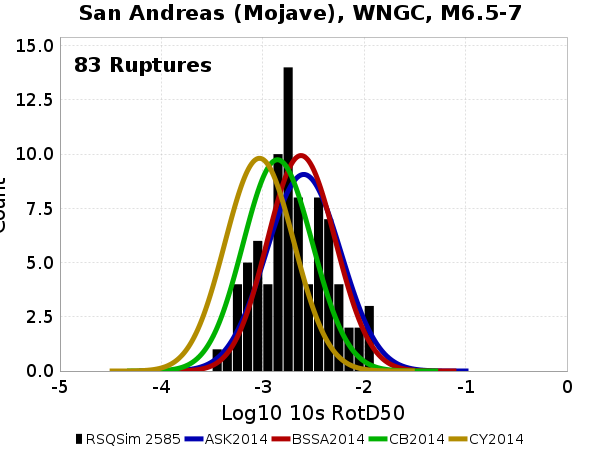 San Andreas (Mojave), WNGC, M6.5-7
83 Ruptures
15.0
12.5
10.0
7.5
5.0
2.5
0.0
Count
-5 -4 -3 -2 -1 0
Log10 10s RotD50
RSQSim 2585 ASK2014 BSSA2014 CB2014 CY2014